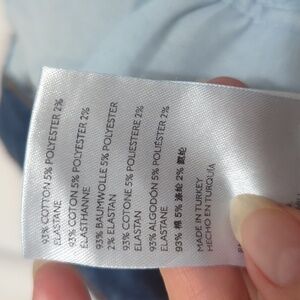 93% COTTON 5% POLYESTER 2%
ELASTANE
93% COTON 5% POLYESTER 2%
ELASTHANNE
93% BAUMWOLLE 5% POLYESTER
2% ELASTAN
93% COTONE 5% POLIESTERE 2%
ELASTAN
93% ALGODÓN 5% POLIÉSTER 2%
ELASTANE
93% 棉 5% 涤纶 2% 氨纶
MADE IN TURKEY
HECHO EN TURQUÍA